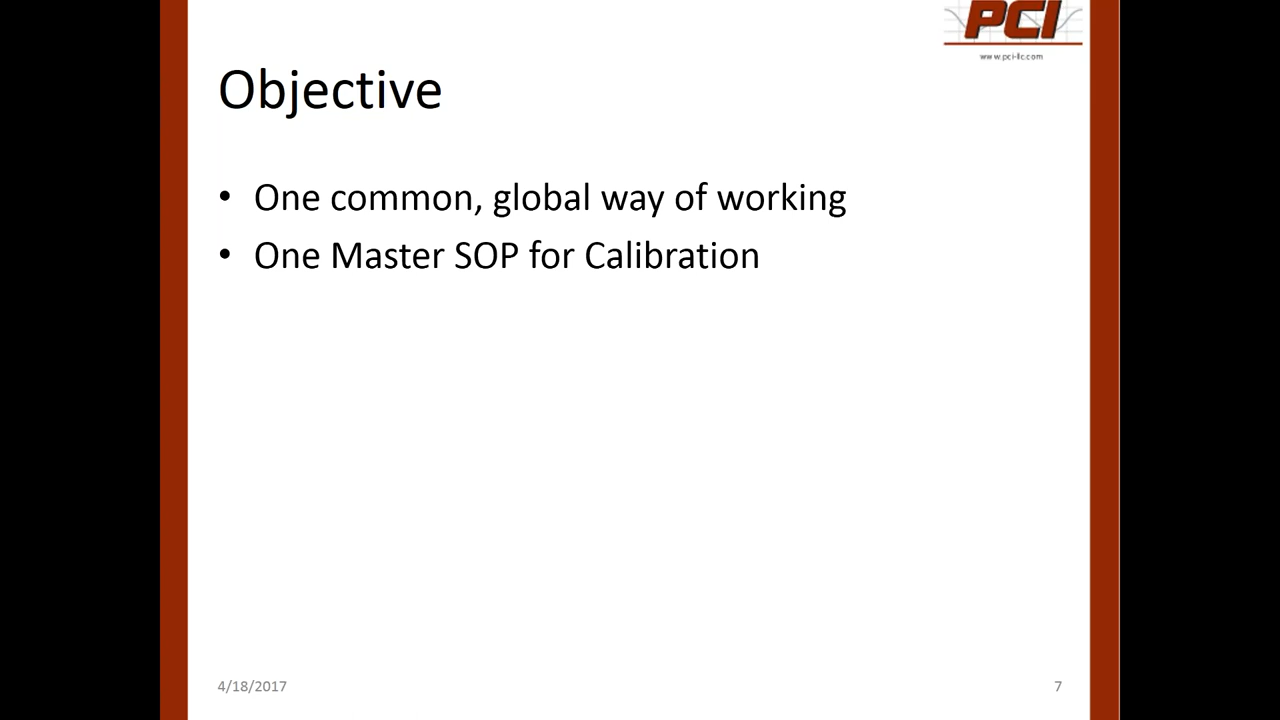 PCI
www.pci-llc.com
Objective
• One common, global way of working
• One Master SOP for Calibration
4/18/2017
7